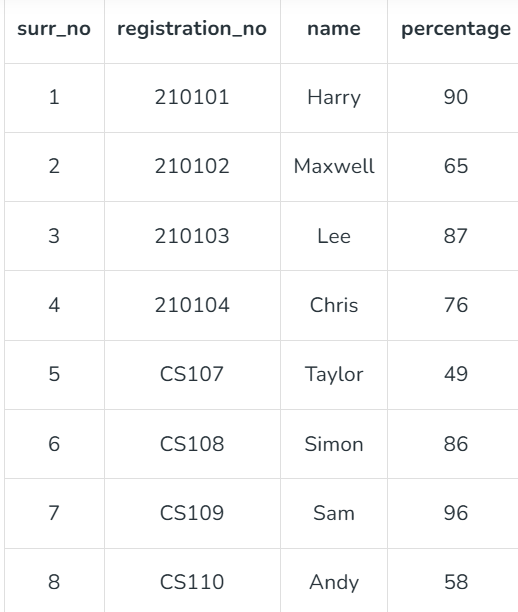 surr_no registration_no name percentage
1 210101 Harry 90
2 210102 Maxwell 65
3 210103 Lee 87
4 210104 Chris 76
5 CS107 Taylor 49
6 CS108 Simon 86
7 CS109 Sam 96
8 CS110 Andy 58